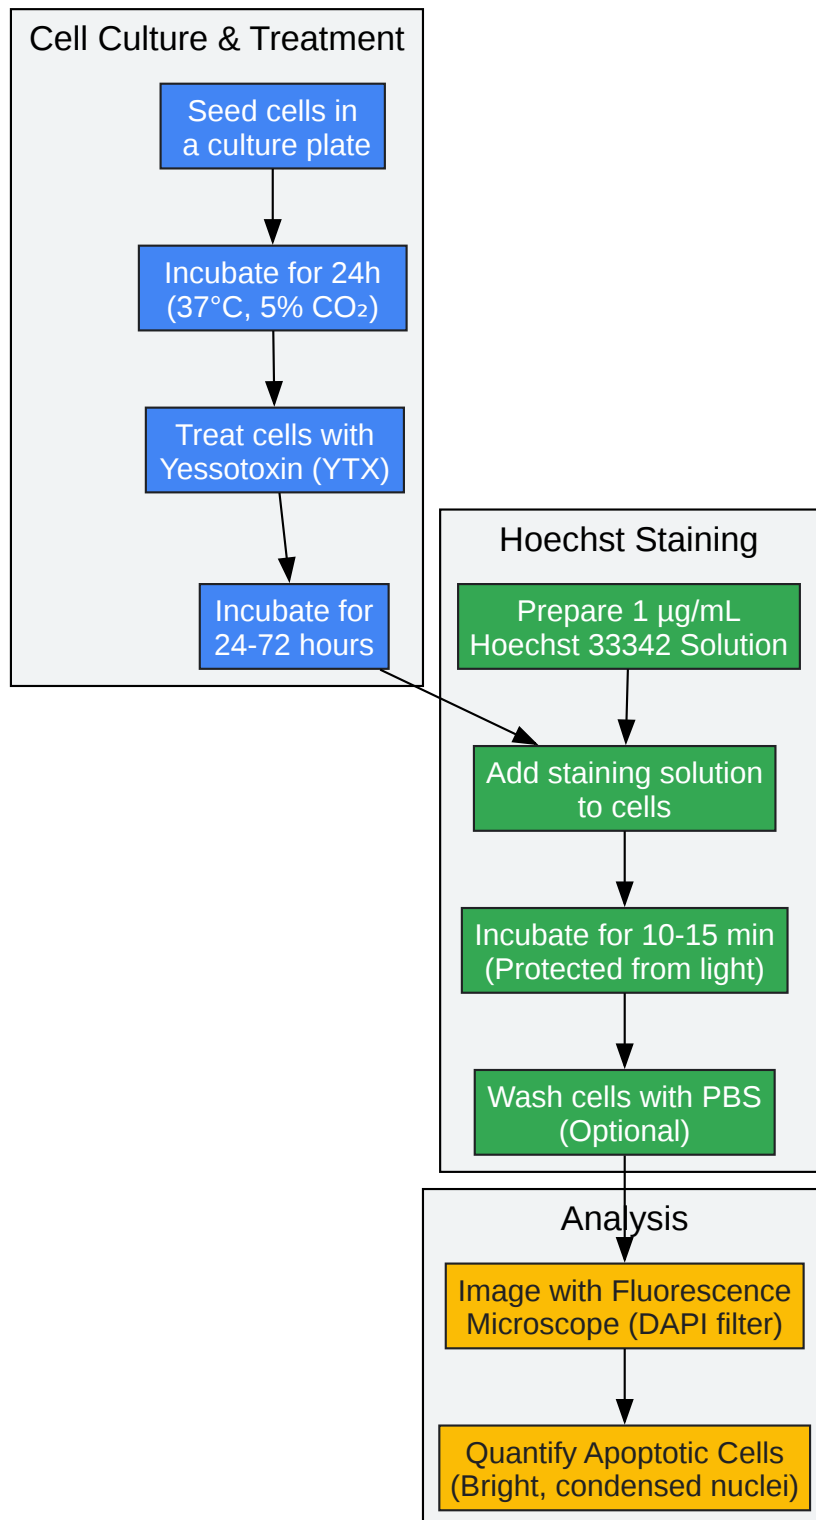 Cell Culture & Treatment
Seed cells in
a culture plate
Incubate for 24h
(37°C, 5% CO₂)
Treat cells with
Yessotoxin (YTX)
Incubate for
24-72 hours
Hoechst Staining
Prepare 1 µg/mL
Hoechst 33342 Solution
Add staining solution
to cells
Incubate for 10-15 min
(Protected from light)
Wash cells with PBS
(Optional)
Analysis
Image with Fluorescence
Microscope (DAPI filter)
Quantify Apoptotic Cells
(Bright, condensed nuclei)